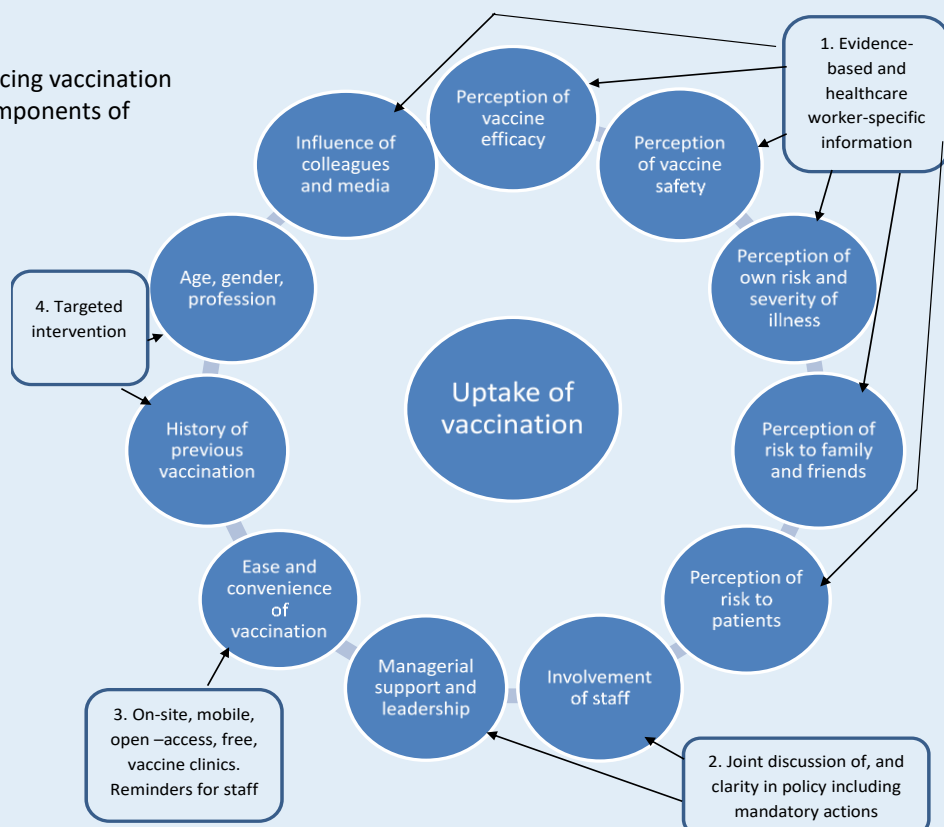 cing vaccination
mponents of
1. Evidence-
based and
healthcare
worker-specific
information
Perception of
vaccine
efficacy
Influence of
colleagues
and media
Perception
of vaccine
safety
Age, gender,
profession
Perception of
own risk and
severity of
illness
4. Targeted
intervention
Uptake of
vaccination
History of
previous
vaccination
Perception of
risk to family
and friends
Ease and
convenience
of
vaccination
Perception of
risk to
patients
Managerial
support and
leadership
Involvement
of staff
3. On-site, mobile,
open –access, free,
vaccine clinics.
Reminders for staff
2. Joint discussion of, and
clarity in policy including
mandatory actions